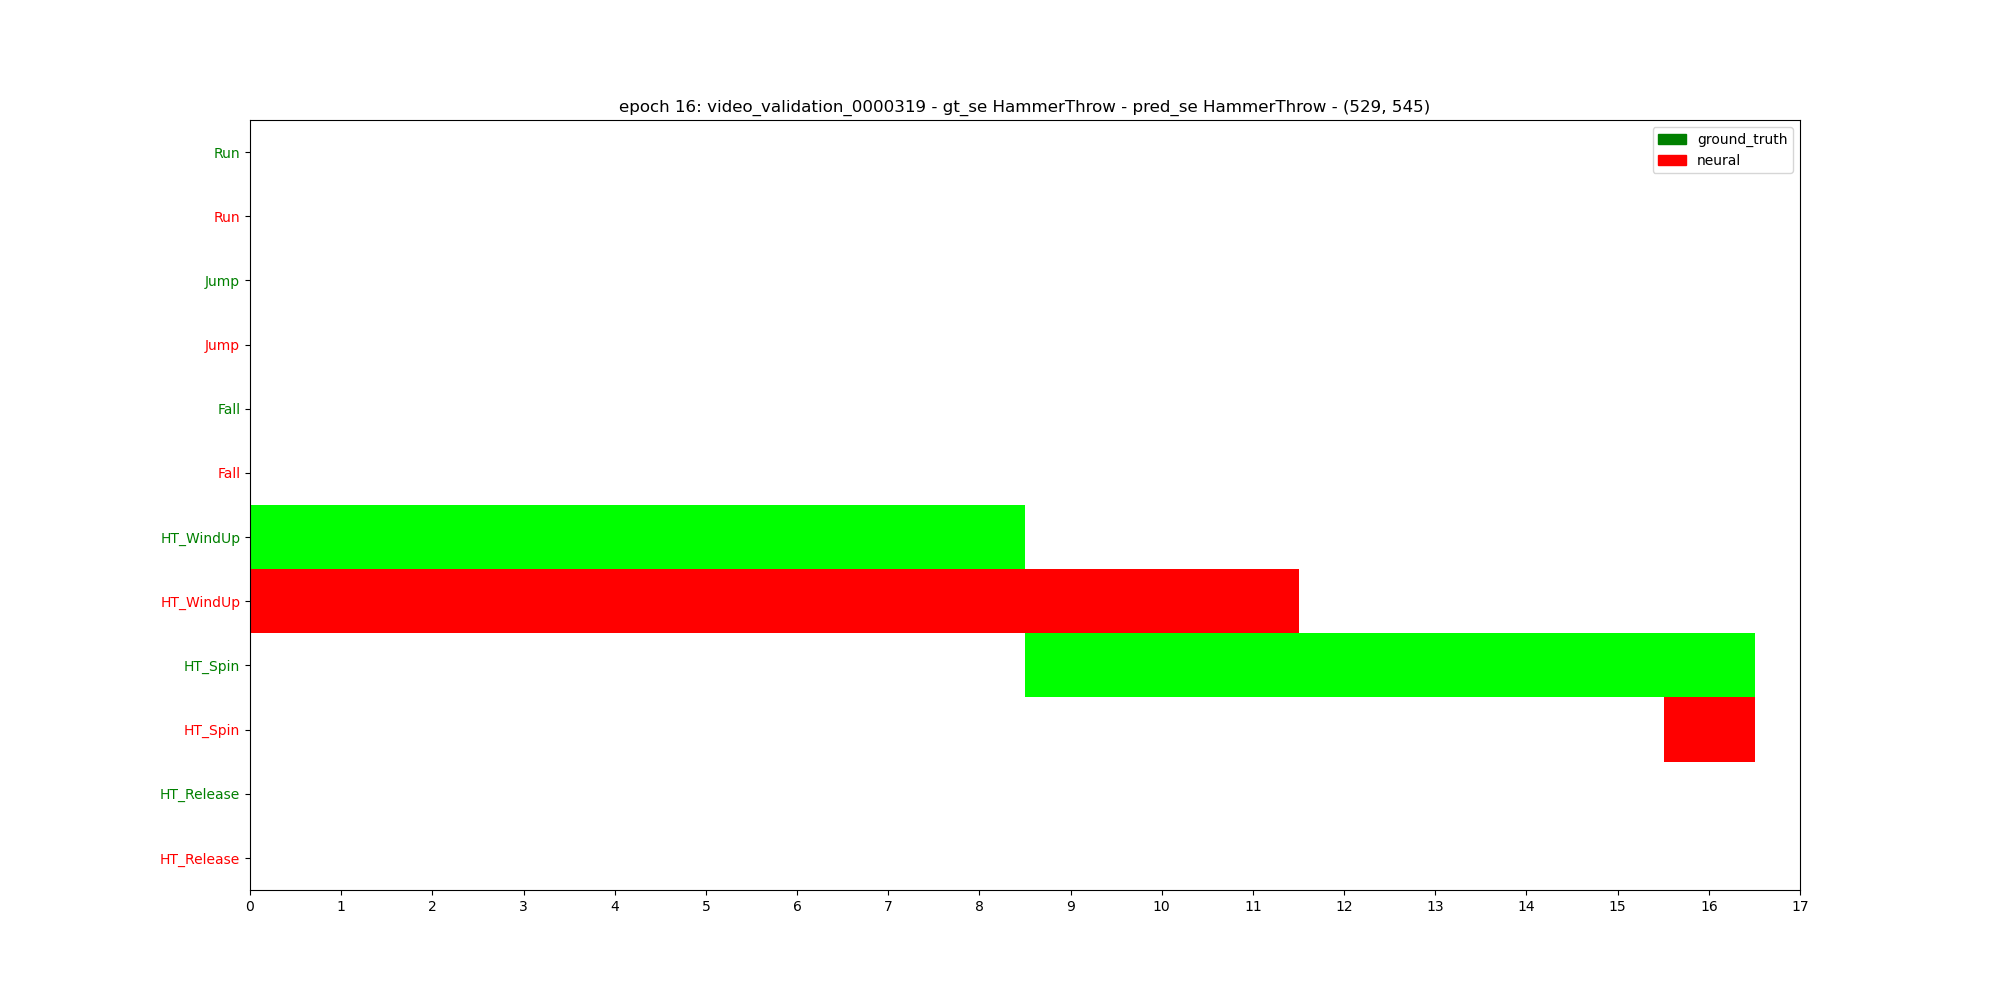 epoch 16: video_validation_0000319 - gt_se HammerThrow - pred_se HammerThrow - (529, 545)
ground_truth
neural
Run
Run
Jump
Jump
Fall
Fall
HT_WindUp
HT_WindUp
HT_Spin
HT_Spin
HT_Release
HT_Release
0 1 2 3 4 5 6 7 8 9 10 11 12 13 14 15 16 17